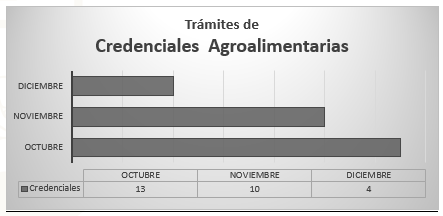 Trámites de
Credenciales Agroalimentarias
DICIEMBRE
NOVIEMBRE
OCTUBRE
OCTUBRE NOVIEMBRE DICIEMBRE
Credenciales 13 10 4